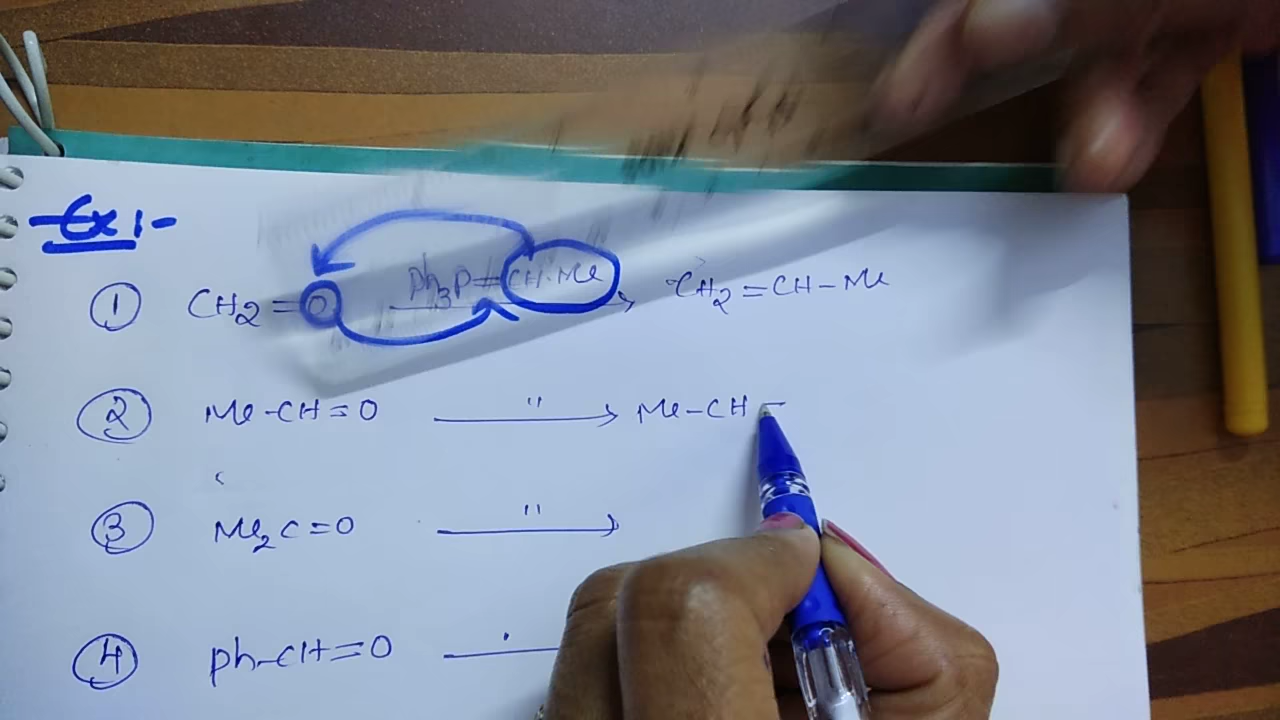 -Ex 1-
① CH2=O Ph3P=CH-Me → CH2=CH-Me
② Me-CH=O " → Me-CH=
③ Me2C=O " →
④ ph-CH=O